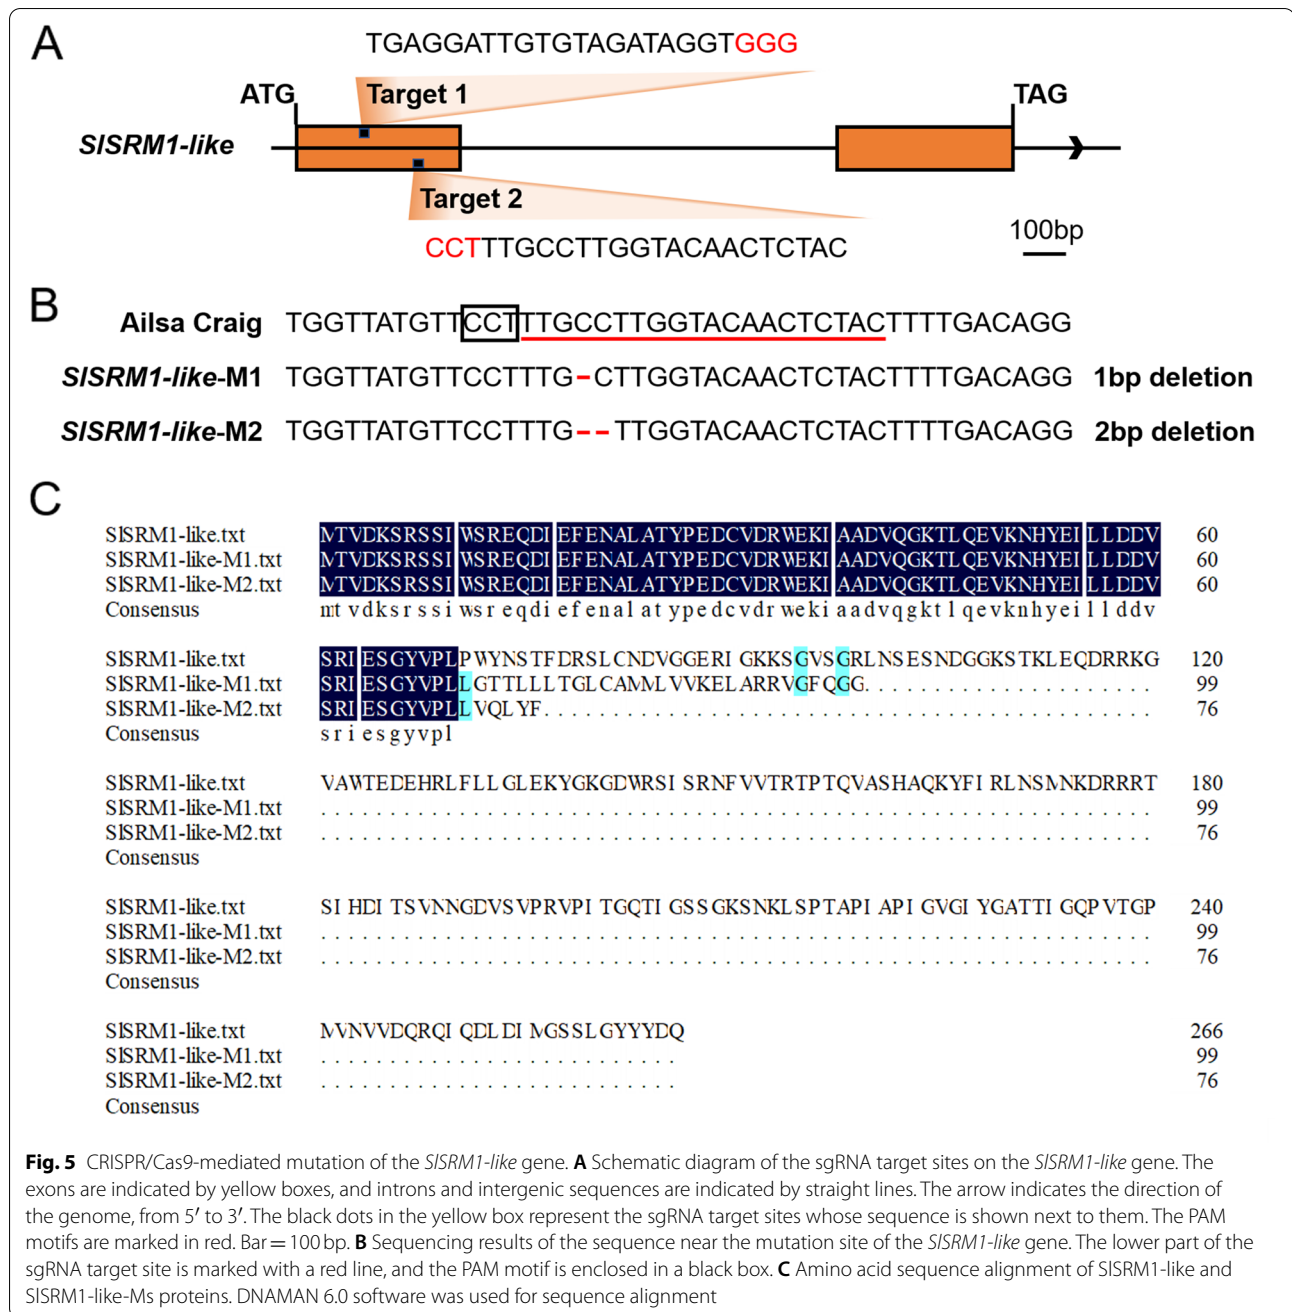 A
TGAGGATTGTGTAGATAGGTGGG
ATG
Target 1
TAG
SlSRM1-like
Target 2
CCTTTGCCTTGGTACAACTCTAC
100bp
B
Ailsa Craig TGGTTATGTTCCTTTGCCTTGGTACAACTCTACTTTTGACAGG
SlSRM1-like-M1 TGGTTATGTTCCTTTG-CTTGGTACAACTCTACTTTTGACAGG 1bp deletion
SlSRM1-like-M2 TGGTTATGTTCCTTTG--TTGGTACAACTCTACTTTTGACAGG 2bp deletion
C
SlSRM1-like.txt MTVDKSRSSIWSREQDIEFENALATYPEDCVDRWEKIAADVQGKTLQEVKNHYEILLDDV 60
SlSRM1-like-M1.txt MTVDKSRSSIWSREQDIEFENALATYPEDCVDRWEKIAADVQGKTLQEVKNHYEILLDDV 60
SlSRM1-like-M2.txt MTVDKSRSSIWSREQDIEFENALATYPEDCVDRWEKIAADVQGKTLQEVKNHYEILLDDV 60
Consensus mtvdksrssiwsreqdiefenalatypedcvdrwekiaadvqgktlqevknhyeillddv
SlSRM1-like.txt SRIESGYVPLPWYNSTFDRSLCNDVGGERIGKKSGVSGRLNSESNDGGKSTKLEQDRRKG 120
SlSRM1-like-M1.txt SRIESGYVPLLGTTLLLTGLCAMMLVVKELARRVGFQGG..................... 99
SlSRM1-like-M2.txt SRIESGYVPLLVQLYF............................................ 76
Consensus sriesgyvpl
SlSRM1-like.txt VAWTEDEHRLFLLGLEKYGKGDWRSISRNFVVTRTPTQVASHAQKYFIRLNSMNKDRRRT 180
SlSRM1-like-M1.txt ............................................................ 99
SlSRM1-like-M2.txt ............................................................ 76
Consensus
SlSRM1-like.txt SIHDITSVNNGDVSVPRVPITGQTIGSSGKSNKLSPTAPIAPIGVGIYGATTIGQPVTGP 240
SlSRM1-like-M1.txt ............................................................ 99
SlSRM1-like-M2.txt ............................................................ 76
Consensus
SlSRM1-like.txt MVNVVDQRQIQDLDIMGSSLGYYYDQ 266
SlSRM1-like-M1.txt .......................... 99
SlSRM1-like-M2.txt .......................... 76
Consensus
Fig. 5 CRISPR/Cas9-mediated mutation of the SlSRM1-like gene. A Schematic diagram of the sgRNA target sites on the SlSRM1-like gene. The
exons are indicated by yellow boxes, and introns and intergenic sequences are indicated by straight lines. The arrow indicates the direction of
the genome, from 5′ to 3′. The black dots in the yellow box represent the sgRNA target sites whose sequence is shown next to them. The PAM
motifs are marked in red. Bar = 100 bp. B Sequencing results of the sequence near the mutation site of the SlSRM1-like gene. The lower part of the
sgRNA target site is marked with a red line, and the PAM motif is enclosed in a black box. C Amino acid sequence alignment of SlSRM1-like and
SlSRM1-like-Ms proteins. DNAMAN 6.0 software was used for sequence alignment